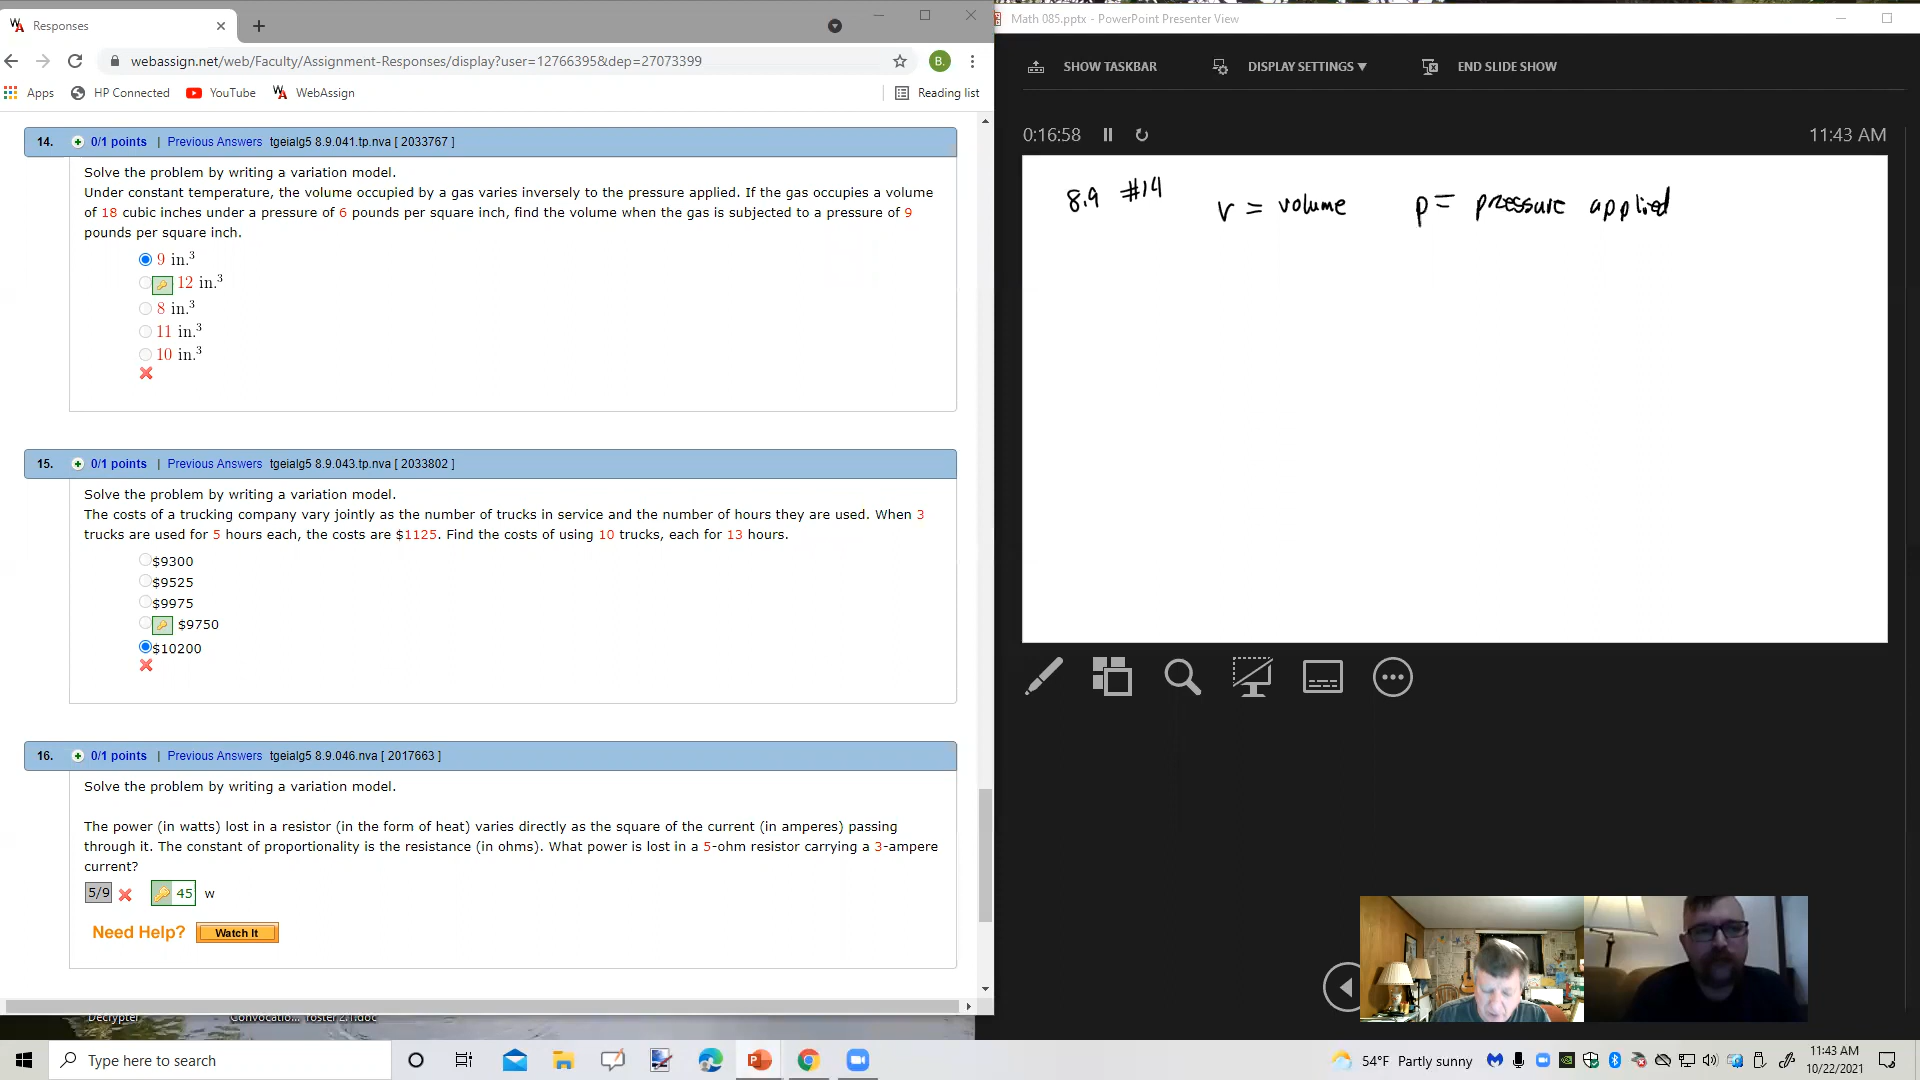 Responses
Math 085.pptx - PowerPoint Presenter View
webassign.net/web/Faculty/Assignment-Responses/display?user=12766395&dep=27073399
B.
SHOW TASKBAR
DISPLAY SETTINGS ▼
END SLIDE SHOW
Apps
HP Connected
YouTube
WebAssign
Reading list
0:16:58
11:43 AM
14. 0/1 points | Previous Answers tgeialg5 8.9.041.tp.nva [ 2033767 ]
Solve the problem by writing a variation model.
Under constant temperature, the volume occupied by a gas varies inversely to the pressure applied. If the gas occupies a volume
of 18 cubic inches under a pressure of 6 pounds per square inch, find the volume when the gas is subjected to a pressure of 9
pounds per square inch.
9 in.³
12 in.³
8 in.³
11 in.³
10 in.³
8.9 #14
v = volume
p = pressure applied
15. 0/1 points | Previous Answers tgeialg5 8.9.043.tp.nva [ 2033802 ]
Solve the problem by writing a variation model.
The costs of a trucking company vary jointly as the number of trucks in service and the number of hours they are used. When 3
trucks are used for 5 hours each, the costs are $1125. Find the costs of using 10 trucks, each for 13 hours.
$9300
$9525
$9975
$9750
$10200
16. 0/1 points | Previous Answers tgeialg5 8.9.046.nva [ 2017663 ]
Solve the problem by writing a variation model.
The power (in watts) lost in a resistor (in the form of heat) varies directly as the square of the current (in amperes) passing
through it. The constant of proportionality is the resistance (in ohms). What power is lost in a 5-ohm resistor carrying a 3-ampere
current?
5/9 45 w
Need Help? Watch It
Decrypter
Convocatio... roster 271.doc
Type here to search
54°F Partly sunny
11:43 AM
10/22/2021